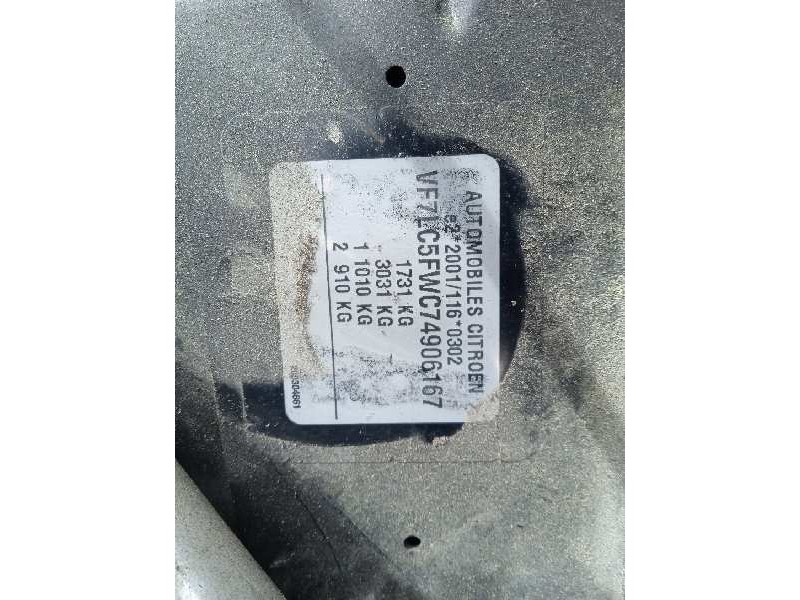 AUTOMOBILES CITROEN
e2*2001/116*0302
VF7LC5FWC74906167
1731 KG
- 3031 KG
1 1010 KG
2 910 KG